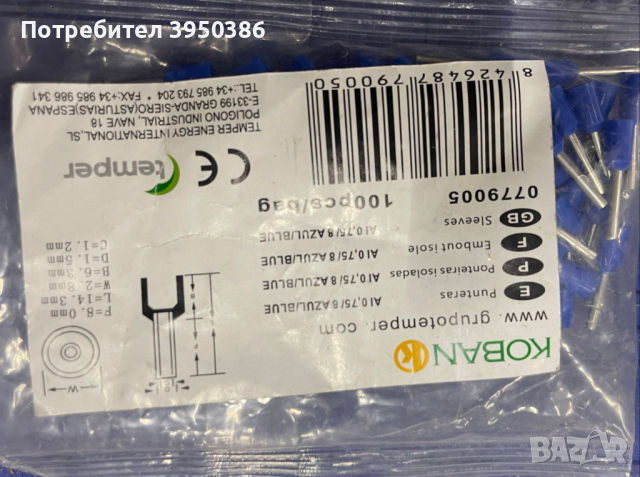 Потребител 3950386
KOBAN K
www.grupotemper.com
E Punteras AI 0,75/8 AZUL/BLUE
P Ponteiras isoladas AI 0,75/8 AZUL/BLUE
F Embout isole AI 0,75/8 AZUL/BLUE
GB Sleeves AI 0,75/8 AZUL/BLUE
0779005 100pcs/bag
8 426487 790050
W
F=8.0mm
L=14.3mm
W=2.8mm
B=6.3mm
D=1.5mm
C=1.2mm
CE temper
TEMPER ENERGY INTERNATIONAL,SL
POLIGONO INDUSTRIAL, NAVE 18
E-33199 GRANDA-SIERO(ASTURIAS)ESPANA
TEL.:+34 985 793 204 * FAX:+34 985 986 341
BAZAR
bg